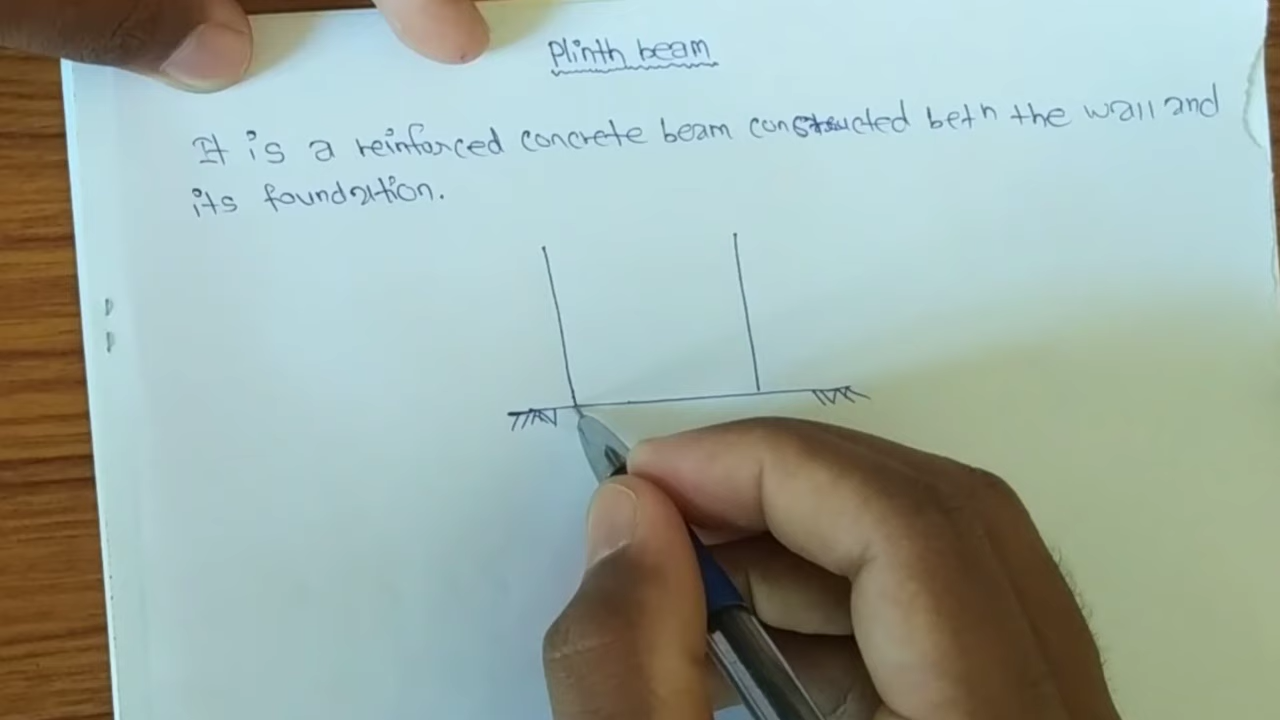 Plinth beam
It is a reinforced concrete beam constructed betn the wall and
its foundation.